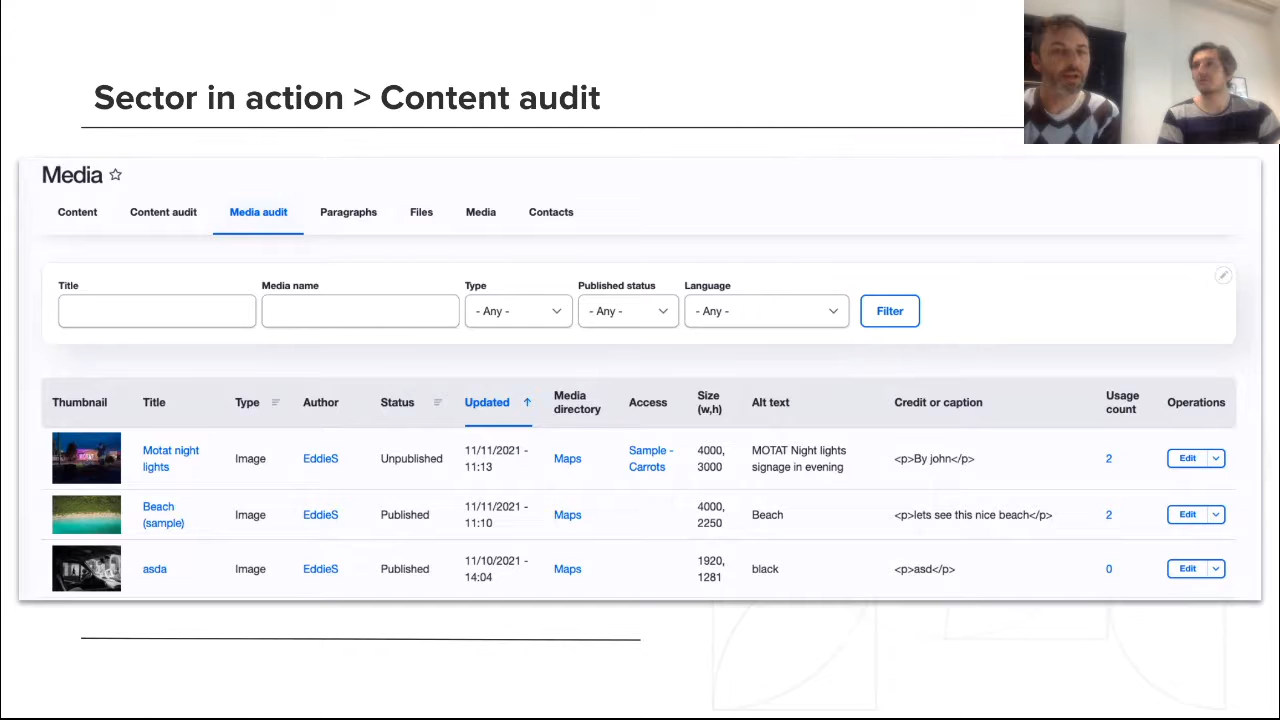 Sector in action > Content audit
Media
Content Content audit Media audit Paragraphs Files Media Contacts
Title Media name Type Published status Language
- Any - - Any - - Any - Filter
Thumbnail Title Type Author Status Updated Media directory Access Size (w,h) Alt text Credit or caption Usage count Operations
Motat night lights Image EddieS Unpublished 11/11/2021 - 11:13 Maps Sample - Carrots 4000, 3000 MOTAT Night lights signage in evening <p>By john</p> 2 Edit
Beach (sample) Image EddieS Published 11/11/2021 - 11:10 Maps 4000, 2250 Beach <p>lets see this nice beach</p> 2 Edit
asda Image EddieS Published 11/10/2021 - 14:04 Maps 1920, 1281 black <p>asd</p> 0 Edit